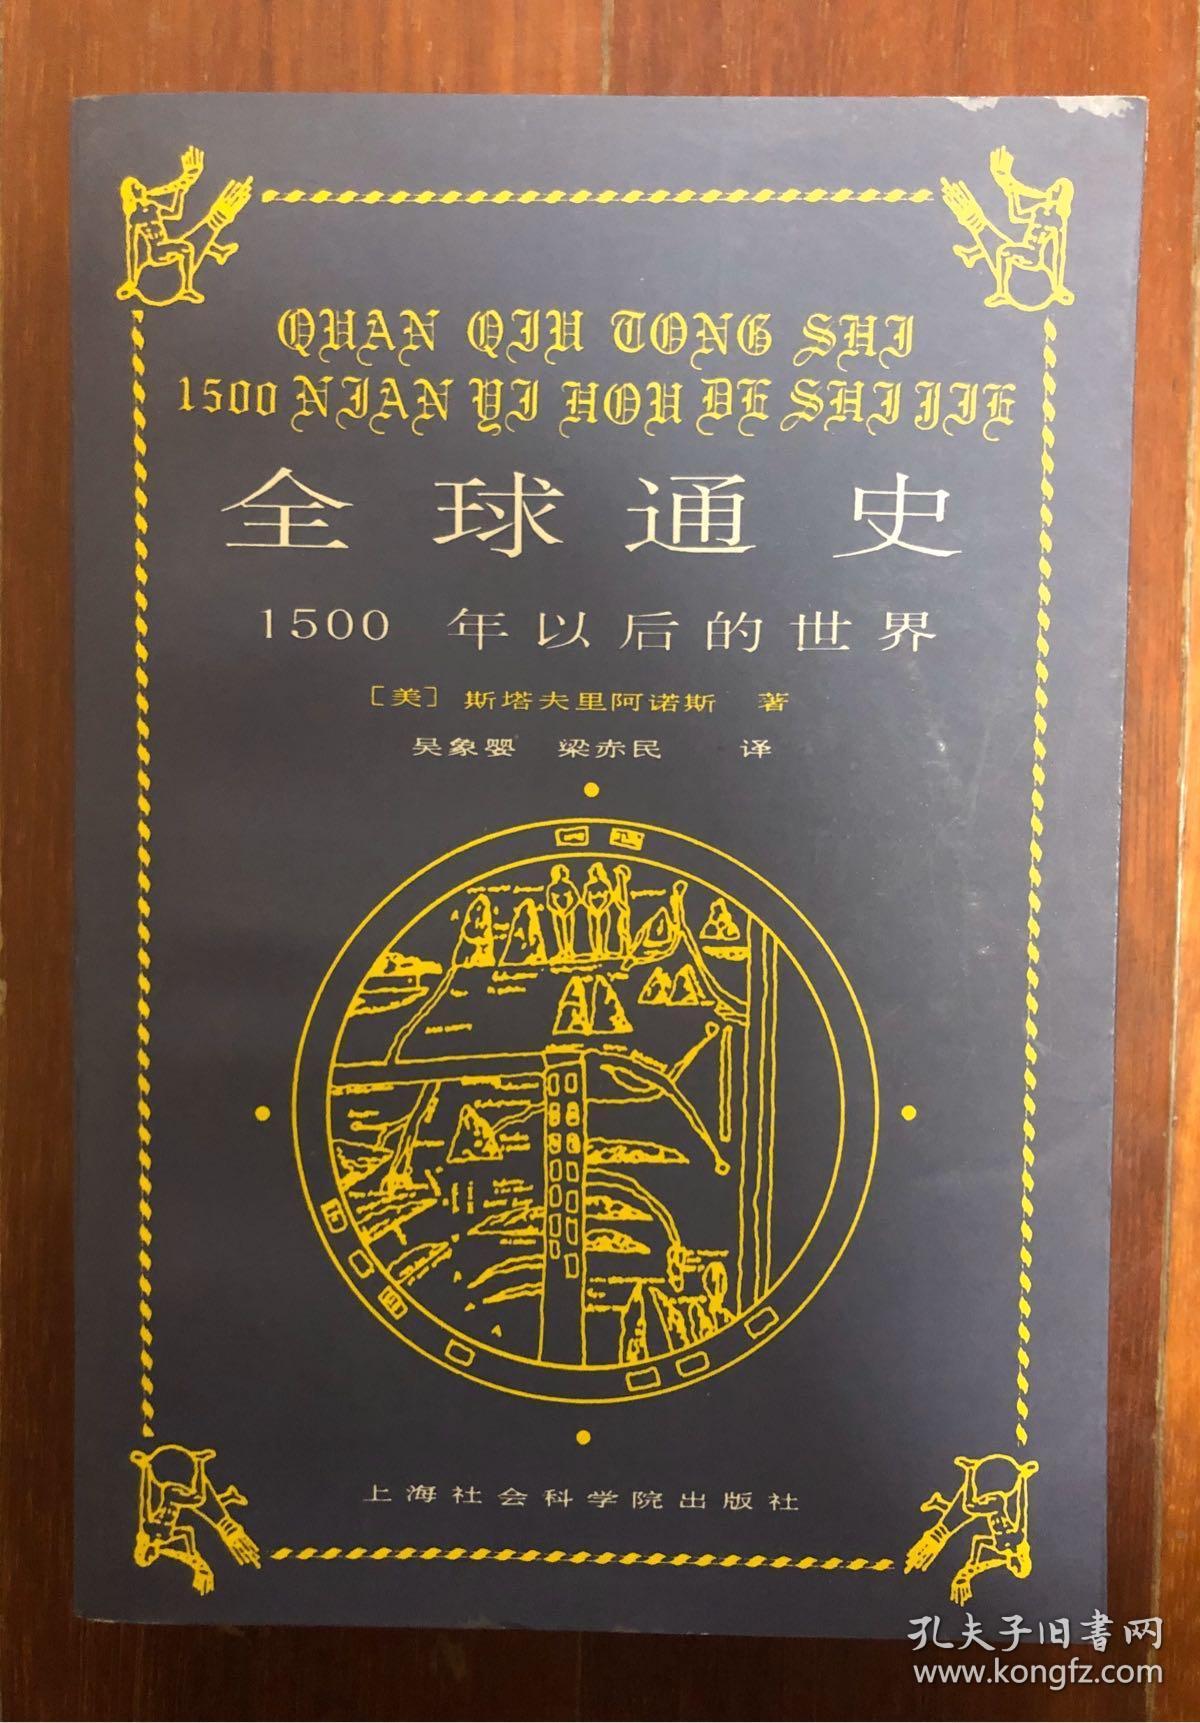 QUAN QIU TONG SHI
1500 NIAN YI HOU DE SHI JIE
全球通史
1500 年以后的世界
[美] 斯塔夫里阿诺斯 著
吴象婴 梁赤民 译
上海社会科学院出版社
孔夫子旧書网
www.kongfz.com